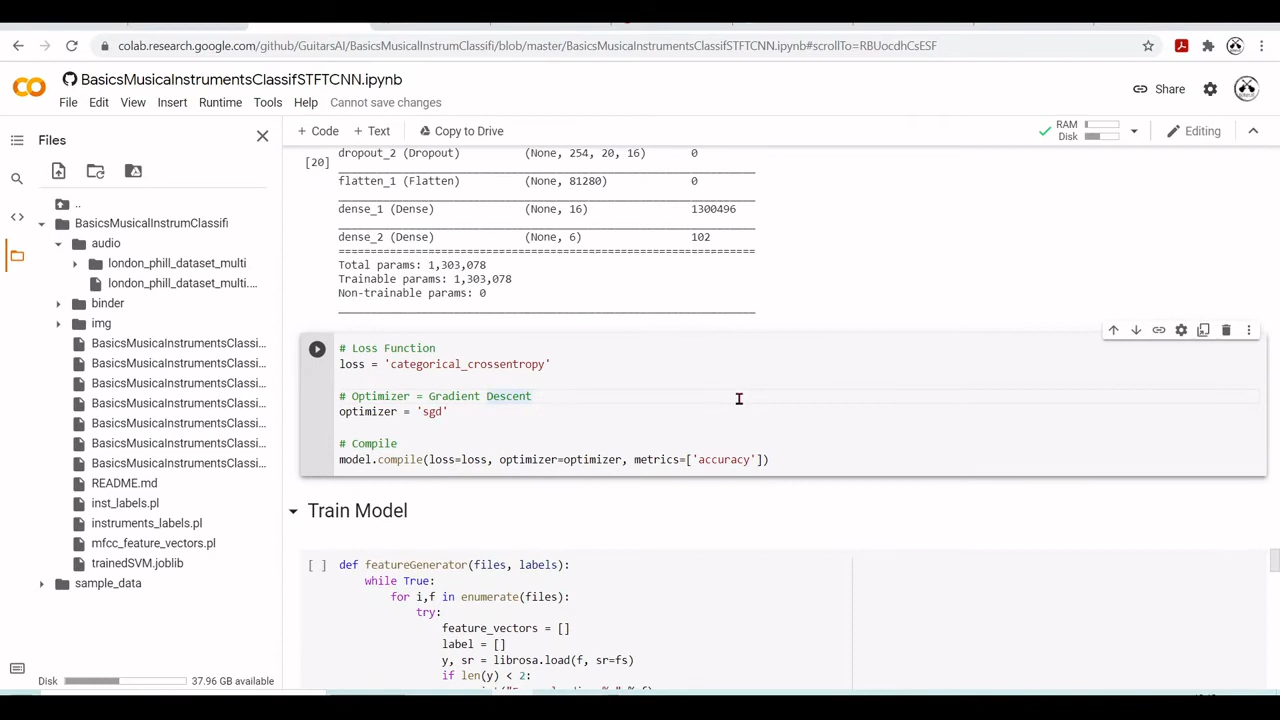 colab.research.google.com/github/GuitarsAI/BasicsMusicalInstrumClassifi/blob/master/BasicsMusicalInstrumentsClassifSTFTCNN.ipynb#scrollTo=RBUocdhCsESF
BasicsMusicaInstrumentsClassifSTFTCNN.ipynb
File Edit View Insert Runtime Tools Help Cannot save changes
Share
Files
+ Code + Text Copy to Drive
RAM
Disk
Editing
..
BasicsMusicalInstrumClassifi
audio
london_phill_dataset_multi
london_phill_dataset_multi....
binder
img
BasicsMusicalInstrumentsClassi...
BasicsMusicalInstrumentsClassi...
BasicsMusicalInstrumentsClassi...
BasicsMusicalInstrumentsClassi...
BasicsMusicalInstrumentsClassi...
BasicsMusicalInstrumentsClassi...
BasicsMusicalInstrumentsClassi...
README.md
inst_labels.pl
instruments_labels.pl
mfcc_feature_vectors.pl
trainedSVM.joblib
sample_data
Disk 37.96 GB available
[20]
dropout_2 (Dropout) (None, 254, 20, 16) 0
flatten_1 (Flatten) (None, 81280) 0
dense_1 (Dense) (None, 16) 1300496
dense_2 (Dense) (None, 6) 102
Total params: 1,303,078
Trainable params: 1,303,078
Non-trainable params: 0
# Loss Function
loss = 'categorical_crossentropy'
# Optimizer = Gradient Descent
optimizer = 'sgd'
# Compile
model.compile(loss=loss, optimizer=optimizer, metrics=['accuracy'])
Train Model
[ ] def featureGenerator(files, labels):
while True:
for i,f in enumerate(files):
try:
feature_vectors = []
label = []
y, sr = librosa.load(f, sr=fs)
if len(y) < 2: